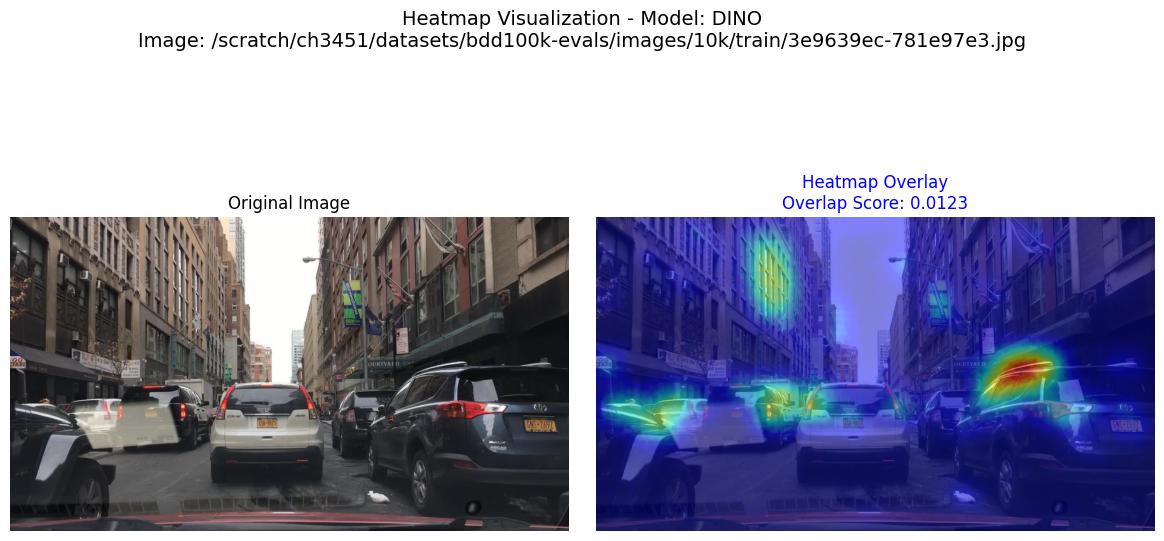 Heatmap Visualization - Model: DINO
Image: /scratch/ch3451/datasets/bdd100k-evals/images/10k/train/3e9639ec-781e97e3.jpg
Original Image
Heatmap Overlay
Overlap Score: 0.0123
COURTYARD